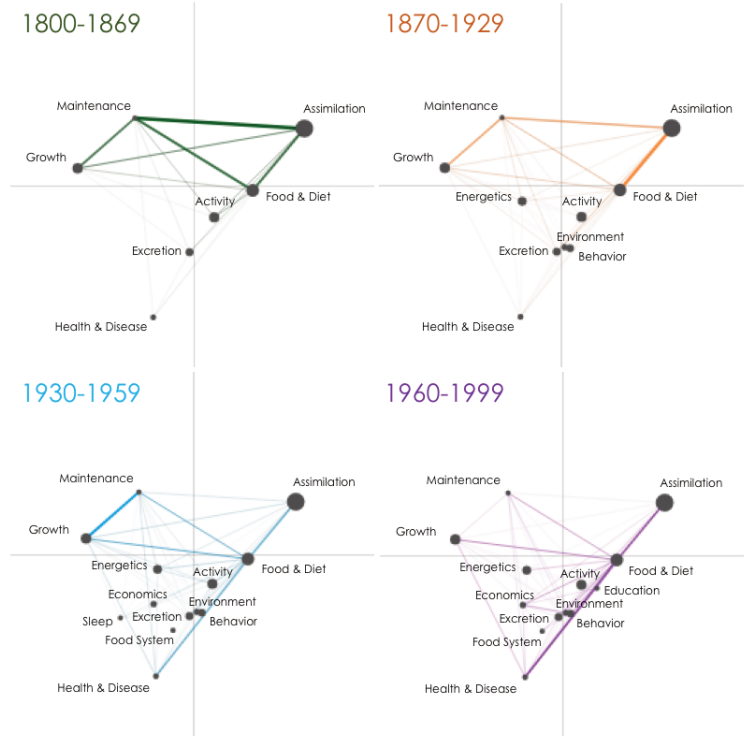 1800-1869
Maintenance
Assimilation
Growth
Food & Diet
Activity
Excretion
Health & Disease
1870-1929
Maintenance
Assimilation
Growth
Energetics
Food & Diet
Activity
Environment
Excretion
Behavior
Health & Disease
1930-1959
Maintenance
Assimilation
Growth
Energetics
Food & Diet
Activity
Economics
Environment
Sleep
Excretion
Behavior
Food System
Health & Disease
1960-1999
Maintenance
Assimilation
Growth
Energetics
Food & Diet
Activity
Education
Economics
Environment
Excretion
Behavior
Food System
Health & Disease